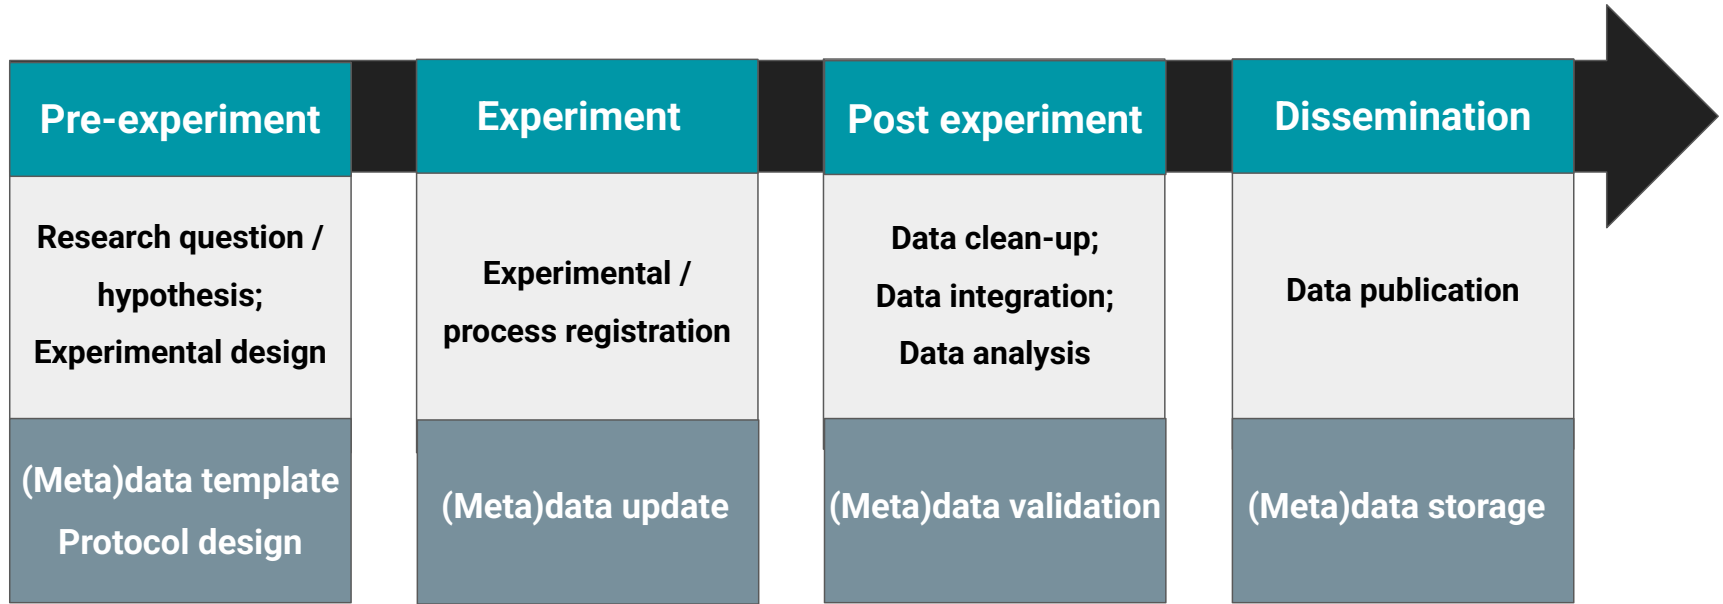 Pre-experiment
Research question /
hypothesis;
Experimental design
(Meta)data template
Protocol design
Experiment
Experimental /
process registration
(Meta)data update
Post experiment
Data clean-up;
Data integration;
Data analysis
(Meta)data validation
Dissemination
Data publication
(Meta)data storage